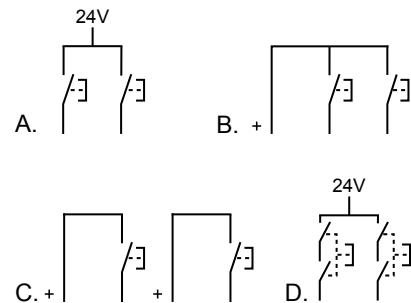 24V
A.
B. +
24V
C. + +
D.